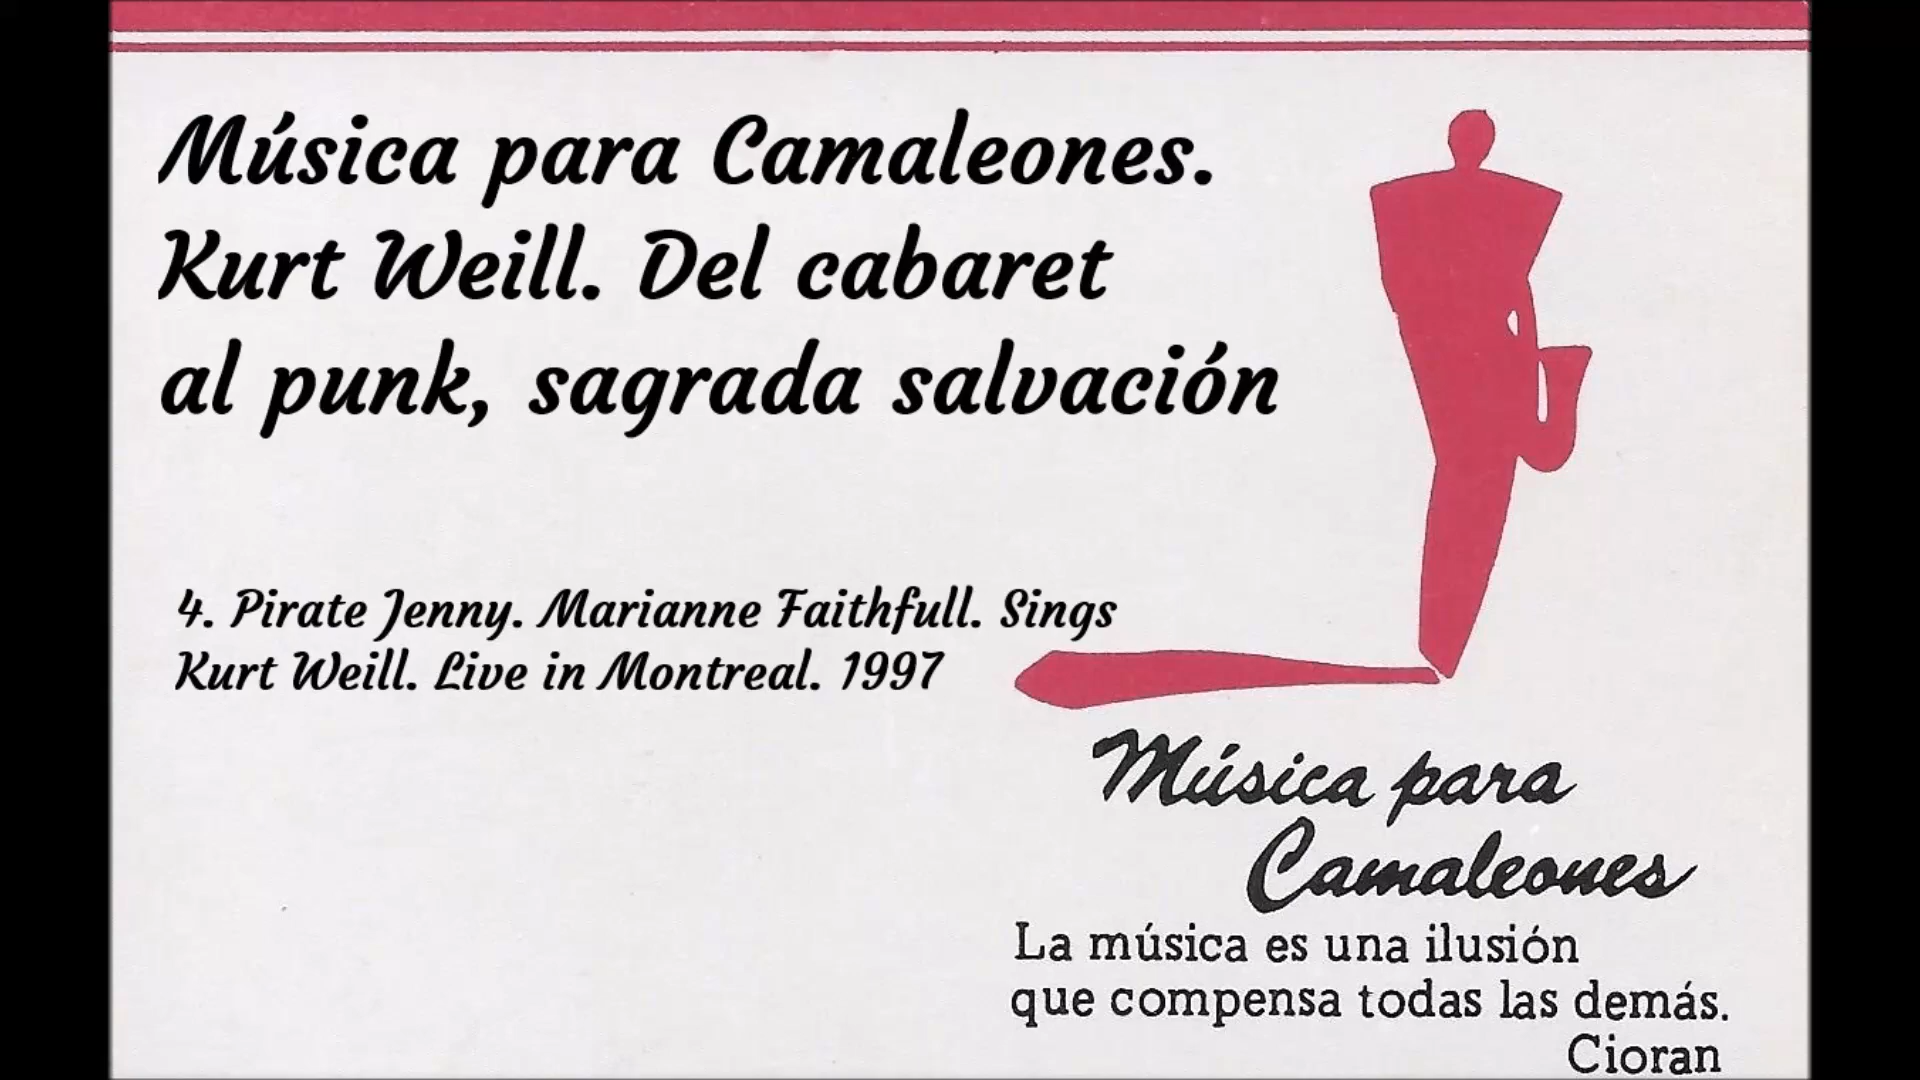 Música para Camaleones.
Kurt Weill. Del cabaret
al punk, sagrada salvación
4. Pirate Jenny. Marianne Faithfull. Sings
Kurt Weill. Live in Montreal. 1997
Música para
Camaleones
La música es una ilusión
que compensa todas las demás.
Cioran